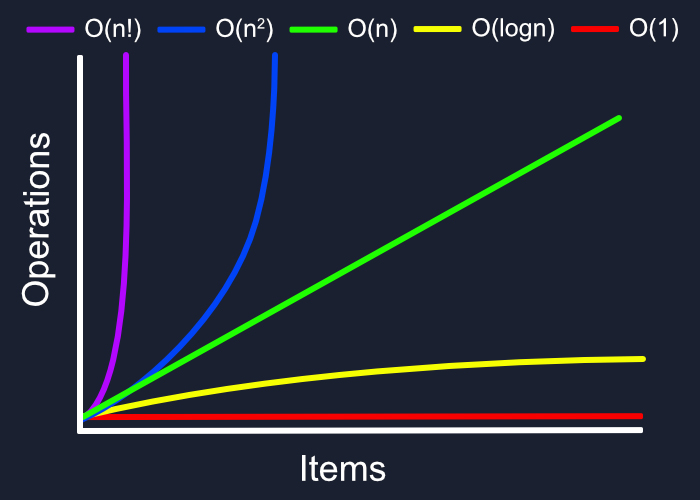 O(n!) O(n²) O(n) O(logn) O(1)
Operations
Items